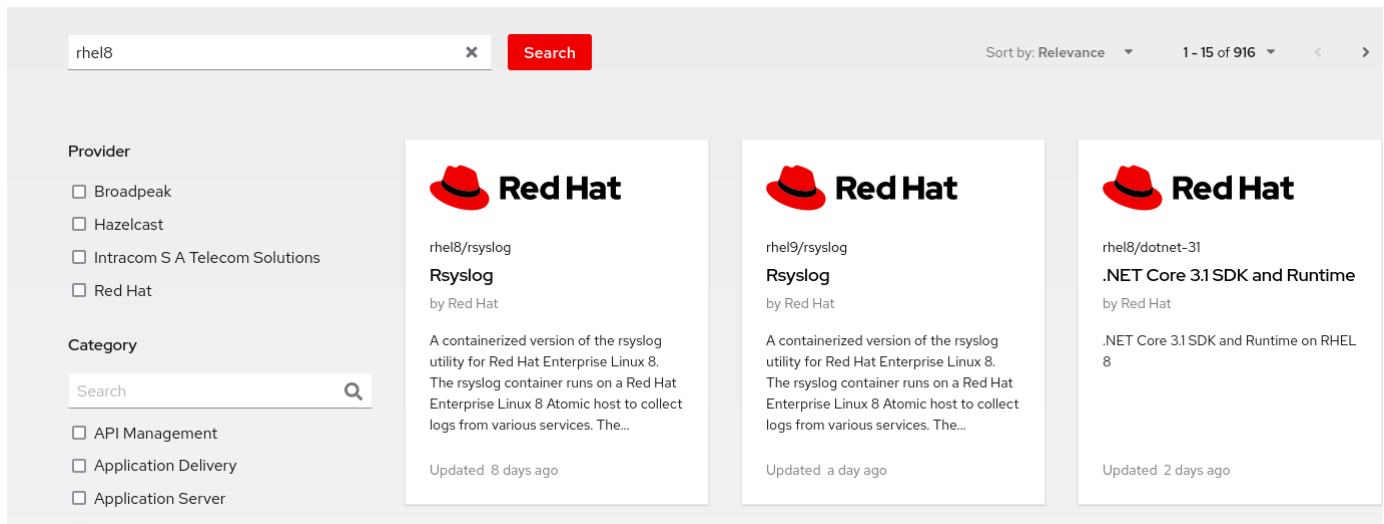 rhel8
Search
Sort by: Relevance
1 - 15 of 916
Provider
Broadpeak
Hazelcast
Intracom S A Telecom Solutions
Red Hat
Category
Search
API Management
Application Delivery
Application Server
Red Hat
rhel8/rsyslog
Rsyslog
by Red Hat
A containerized version of the rsyslog
utility for Red Hat Enterprise Linux 8.
The rsyslog container runs on a Red Hat
Enterprise Linux 8 Atomic host to collect
logs from various services. The...
Updated 8 days ago
Red Hat
rhel9/rsyslog
Rsyslog
by Red Hat
A containerized version of the rsyslog
utility for Red Hat Enterprise Linux 8.
The rsyslog container runs on a Red Hat
Enterprise Linux 8 Atomic host to collect
logs from various services. The...
Updated a day ago
Red Hat
rhel8/dotnet-31
.NET Core 3.1 SDK and Runtime
by Red Hat
.NET Core 3.1 SDK and Runtime on RHEL
8
Updated 2 days ago